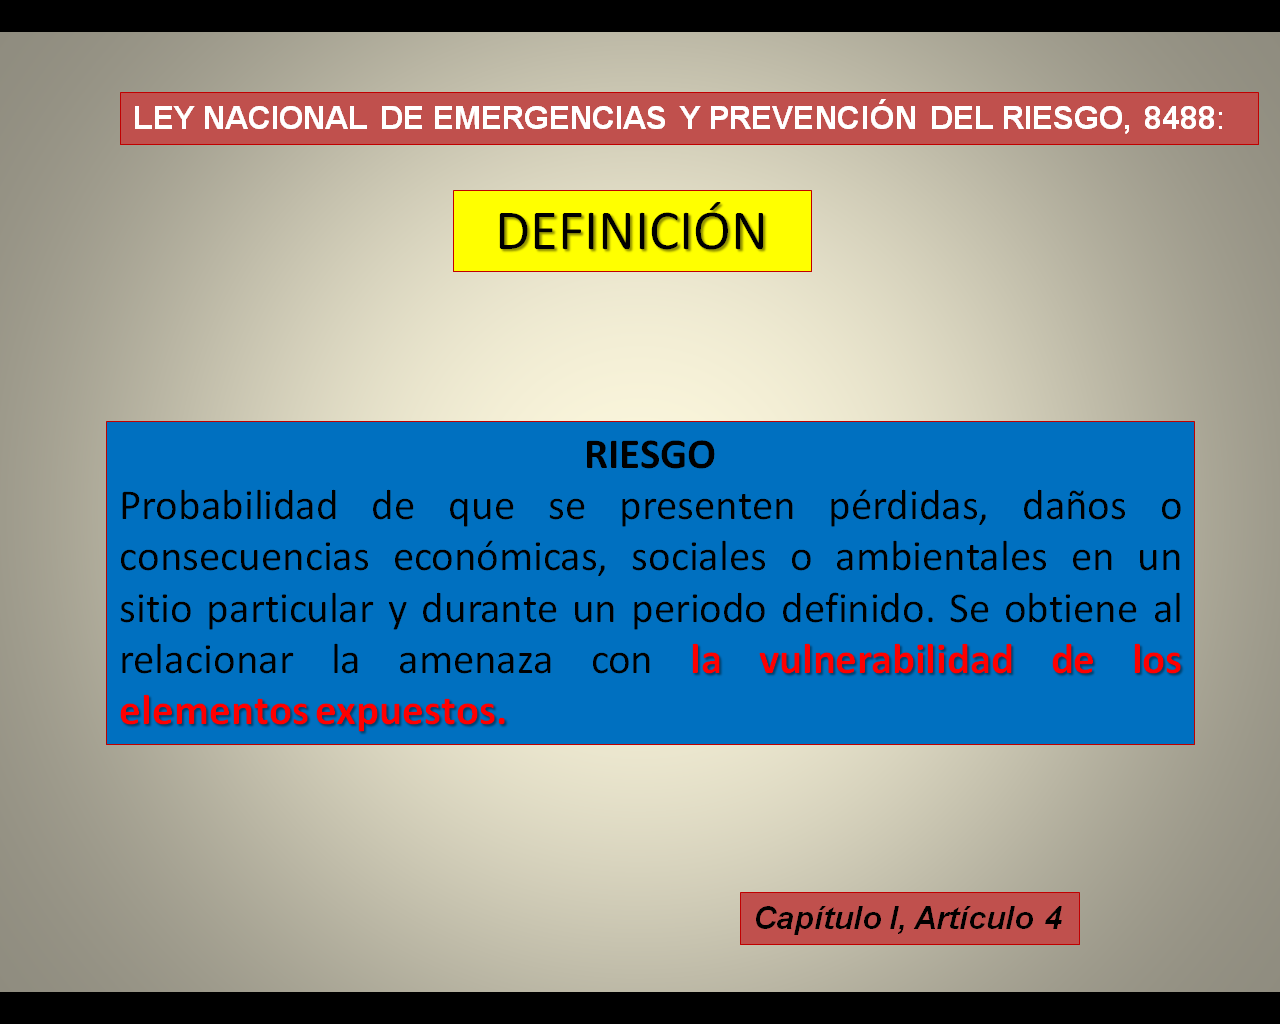 LEY NACIONAL DE EMERGENCIAS Y PREVENCIÓN DEL RIESGO, 8488:
DEFINICIÓN
RIESGO
Probabilidad de que se presenten pérdidas, daños o
consecuencias económicas, sociales o ambientales en un
sitio particular y durante un periodo definido. Se obtiene al
relacionar la amenaza con la vulnerabilidad de los
elementos expuestos.
Capítulo I, Artículo 4